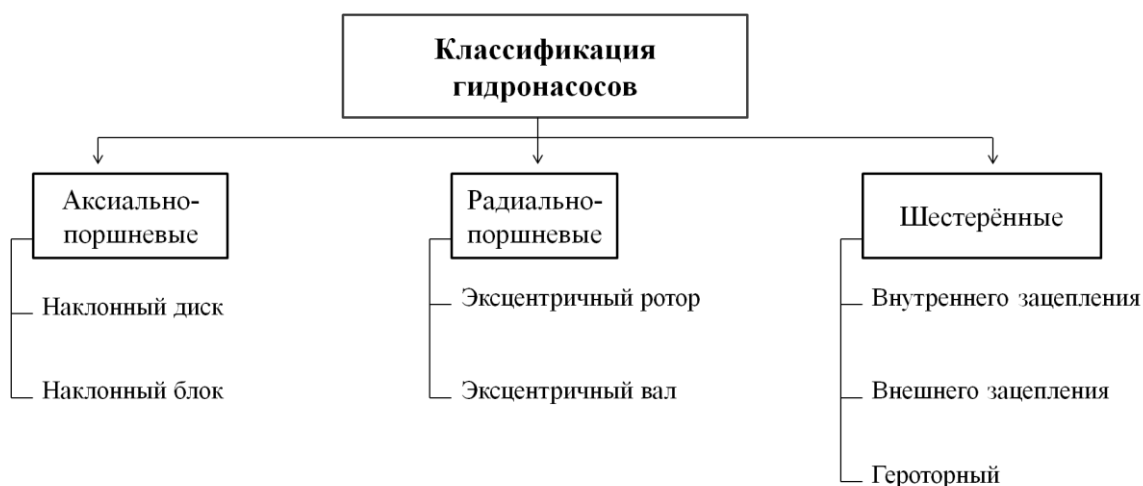 Классификация
гидронасосов
Аксиально-
поршневые
Радиально-
поршневые
Шестерённые
Наклонный диск
Эксцентричный ротор
Внутреннего зацепления
Наклонный блок
Эксцентричный вал
Внешнего зацепления
Героторный